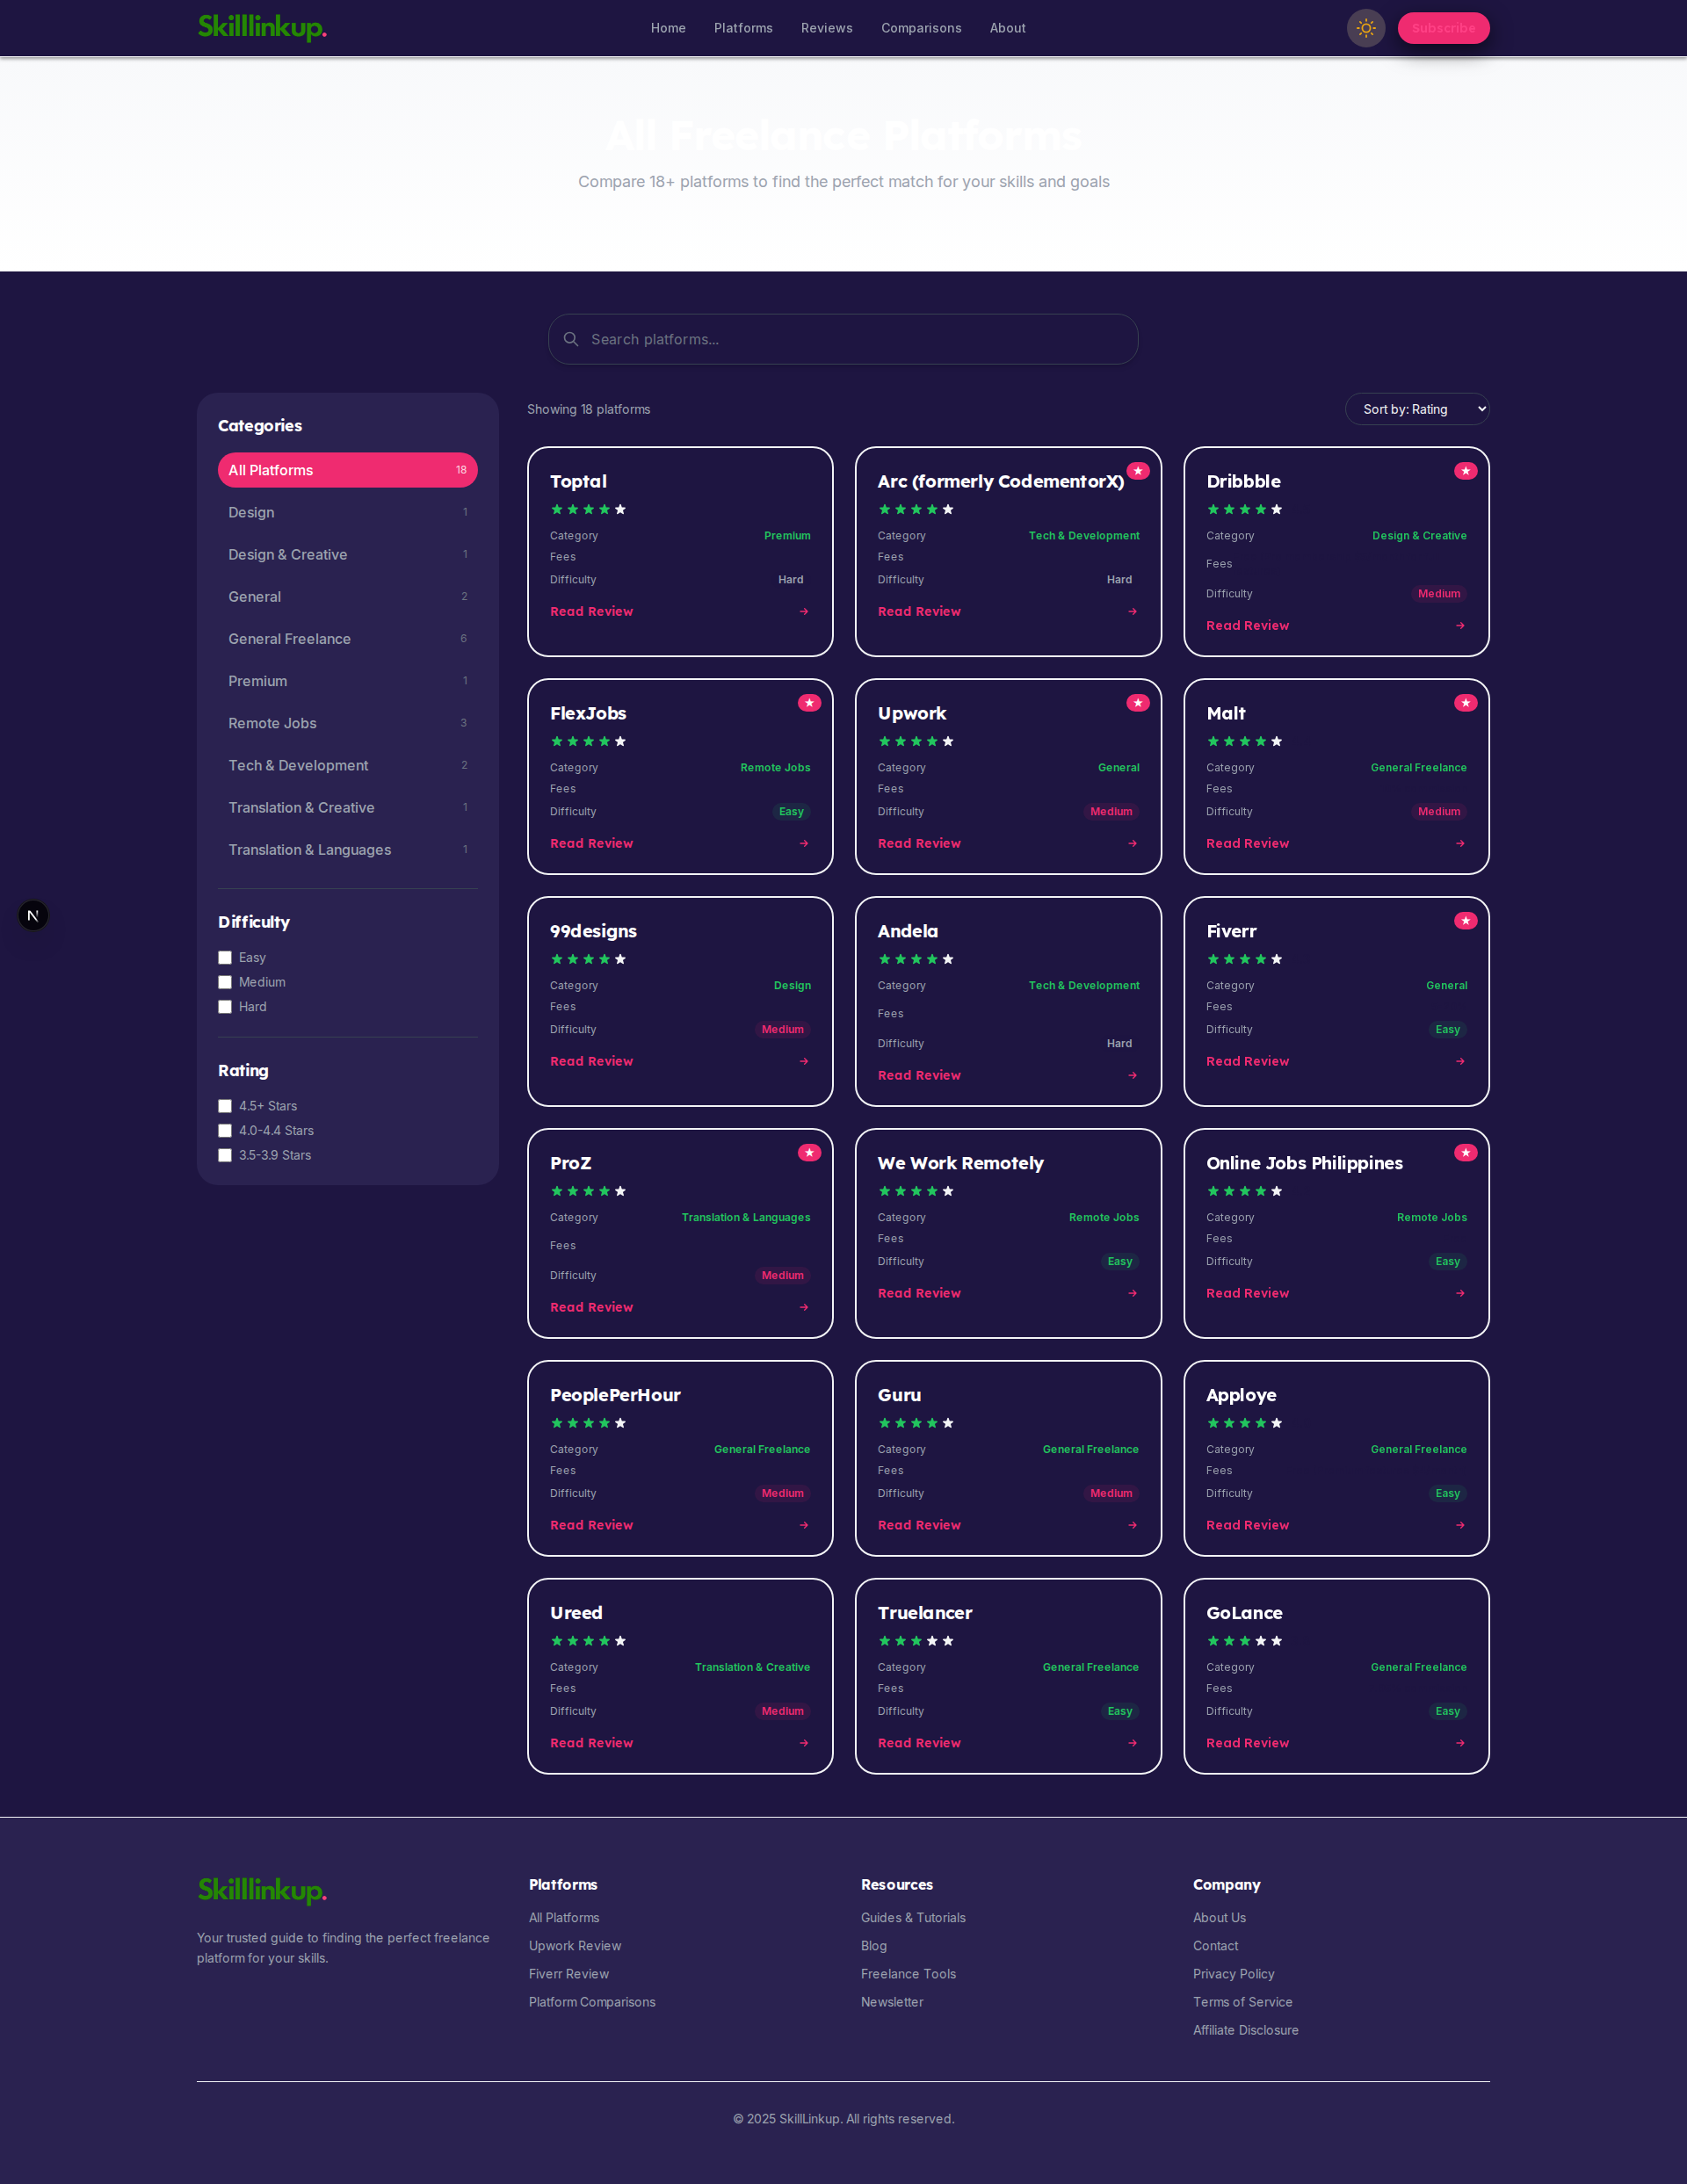 Skilllinkup.
Home
Platforms
Reviews
Comparisons
About
Subscribe
All Freelance Platforms
Compare 18+ platforms to find the perfect match for your skills and goals
Search platforms...
Categories
All Platforms 18
Design 1
Design & Creative 1
General 2
General Freelance 6
Premium 1
Remote Jobs 3
Tech & Development 2
Translation & Creative 1
Translation & Languages 1
Difficulty
Easy
Medium
Hard
Rating
4.5+ Stars
4.0-4.4 Stars
3.5-3.9 Stars
Showing 18 platforms
Sort by: Rating
Toptal
Category Premium
Fees
Difficulty Hard
Read Review →
Arc (formerly CodementorX)
Category Tech & Development
Fees
Difficulty Hard
Read Review →
Dribbble
Category Design & Creative
Fees
Difficulty Medium
Read Review →
FlexJobs
Category Remote Jobs
Fees
Difficulty Easy
Read Review →
Upwork
Category General
Fees
Difficulty Medium
Read Review →
Malt
Category General Freelance
Fees
Difficulty Medium
Read Review →
99designs
Category Design
Fees
Difficulty Medium
Read Review →
Andela
Category Tech & Development
Fees
Difficulty Hard
Read Review →
Fiverr
Category General
Fees
Difficulty Easy
Read Review →
ProZ
Category Translation & Languages
Fees
Difficulty Medium
Read Review →
We Work Remotely
Category Remote Jobs
Fees
Difficulty Easy
Read Review →
Online Jobs Philippines
Category Remote Jobs
Fees
Difficulty Easy
Read Review →
PeoplePerHour
Category General Freelance
Fees
Difficulty Medium
Read Review →
Guru
Category General Freelance
Fees
Difficulty Medium
Read Review →
Apploye
Category General Freelance
Fees
Difficulty Easy
Read Review →
Ureed
Category Translation & Creative
Fees
Difficulty Medium
Read Review →
Truelancer
Category General Freelance
Fees
Difficulty Easy
Read Review →
GoLance
Category General Freelance
Fees
Difficulty Easy
Read Review →
N
Skilllinkup.
Your trusted guide to finding the perfect freelance
platform for your skills.
Platforms
All Platforms
Upwork Review
Fiverr Review
Platform Comparisons
Resources
Guides & Tutorials
Blog
Freelance Tools
Newsletter
Company
About Us
Contact
Privacy Policy
Terms of Service
Affiliate Disclosure
© 2025 SkillLinkup. All rights reserved.